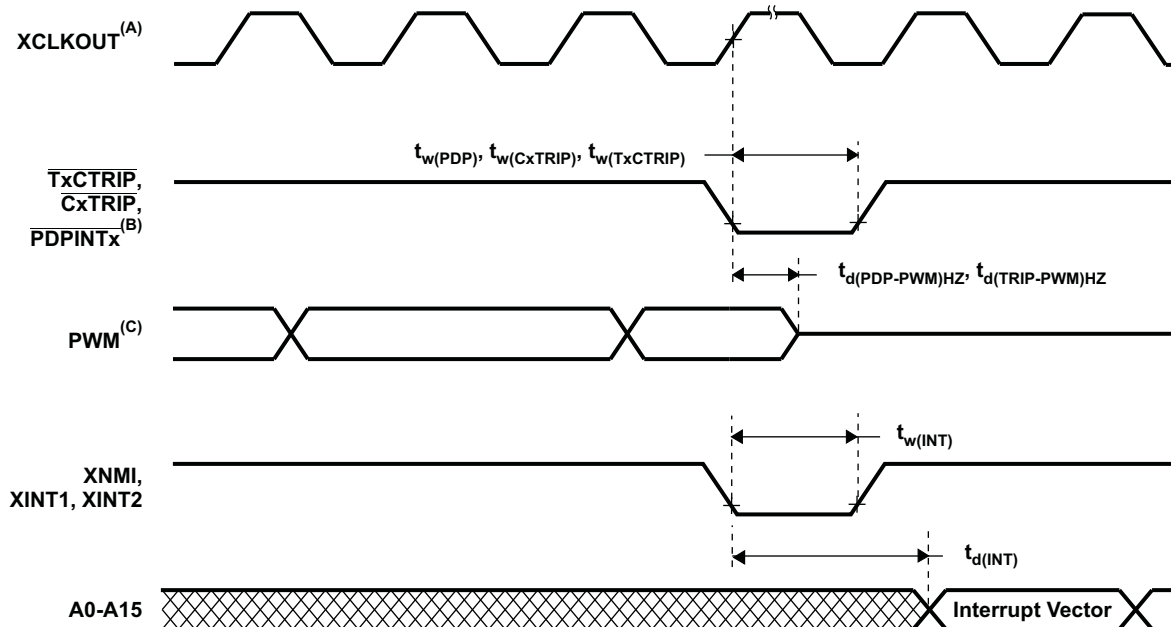 XCLKOUT(A)
tw(PDP), tw(CxTRIP), tw(TxCTRIP)
TxCTRIP,
CxTRIP,
PDPINTx(B)
td(PDP-PWM)HZ, td(TRIP-PWM)HZ
PWM(C)
tw(INT)
XNMI,
XINT1, XINT2
td(INT)
A0-A15
Interrupt Vector